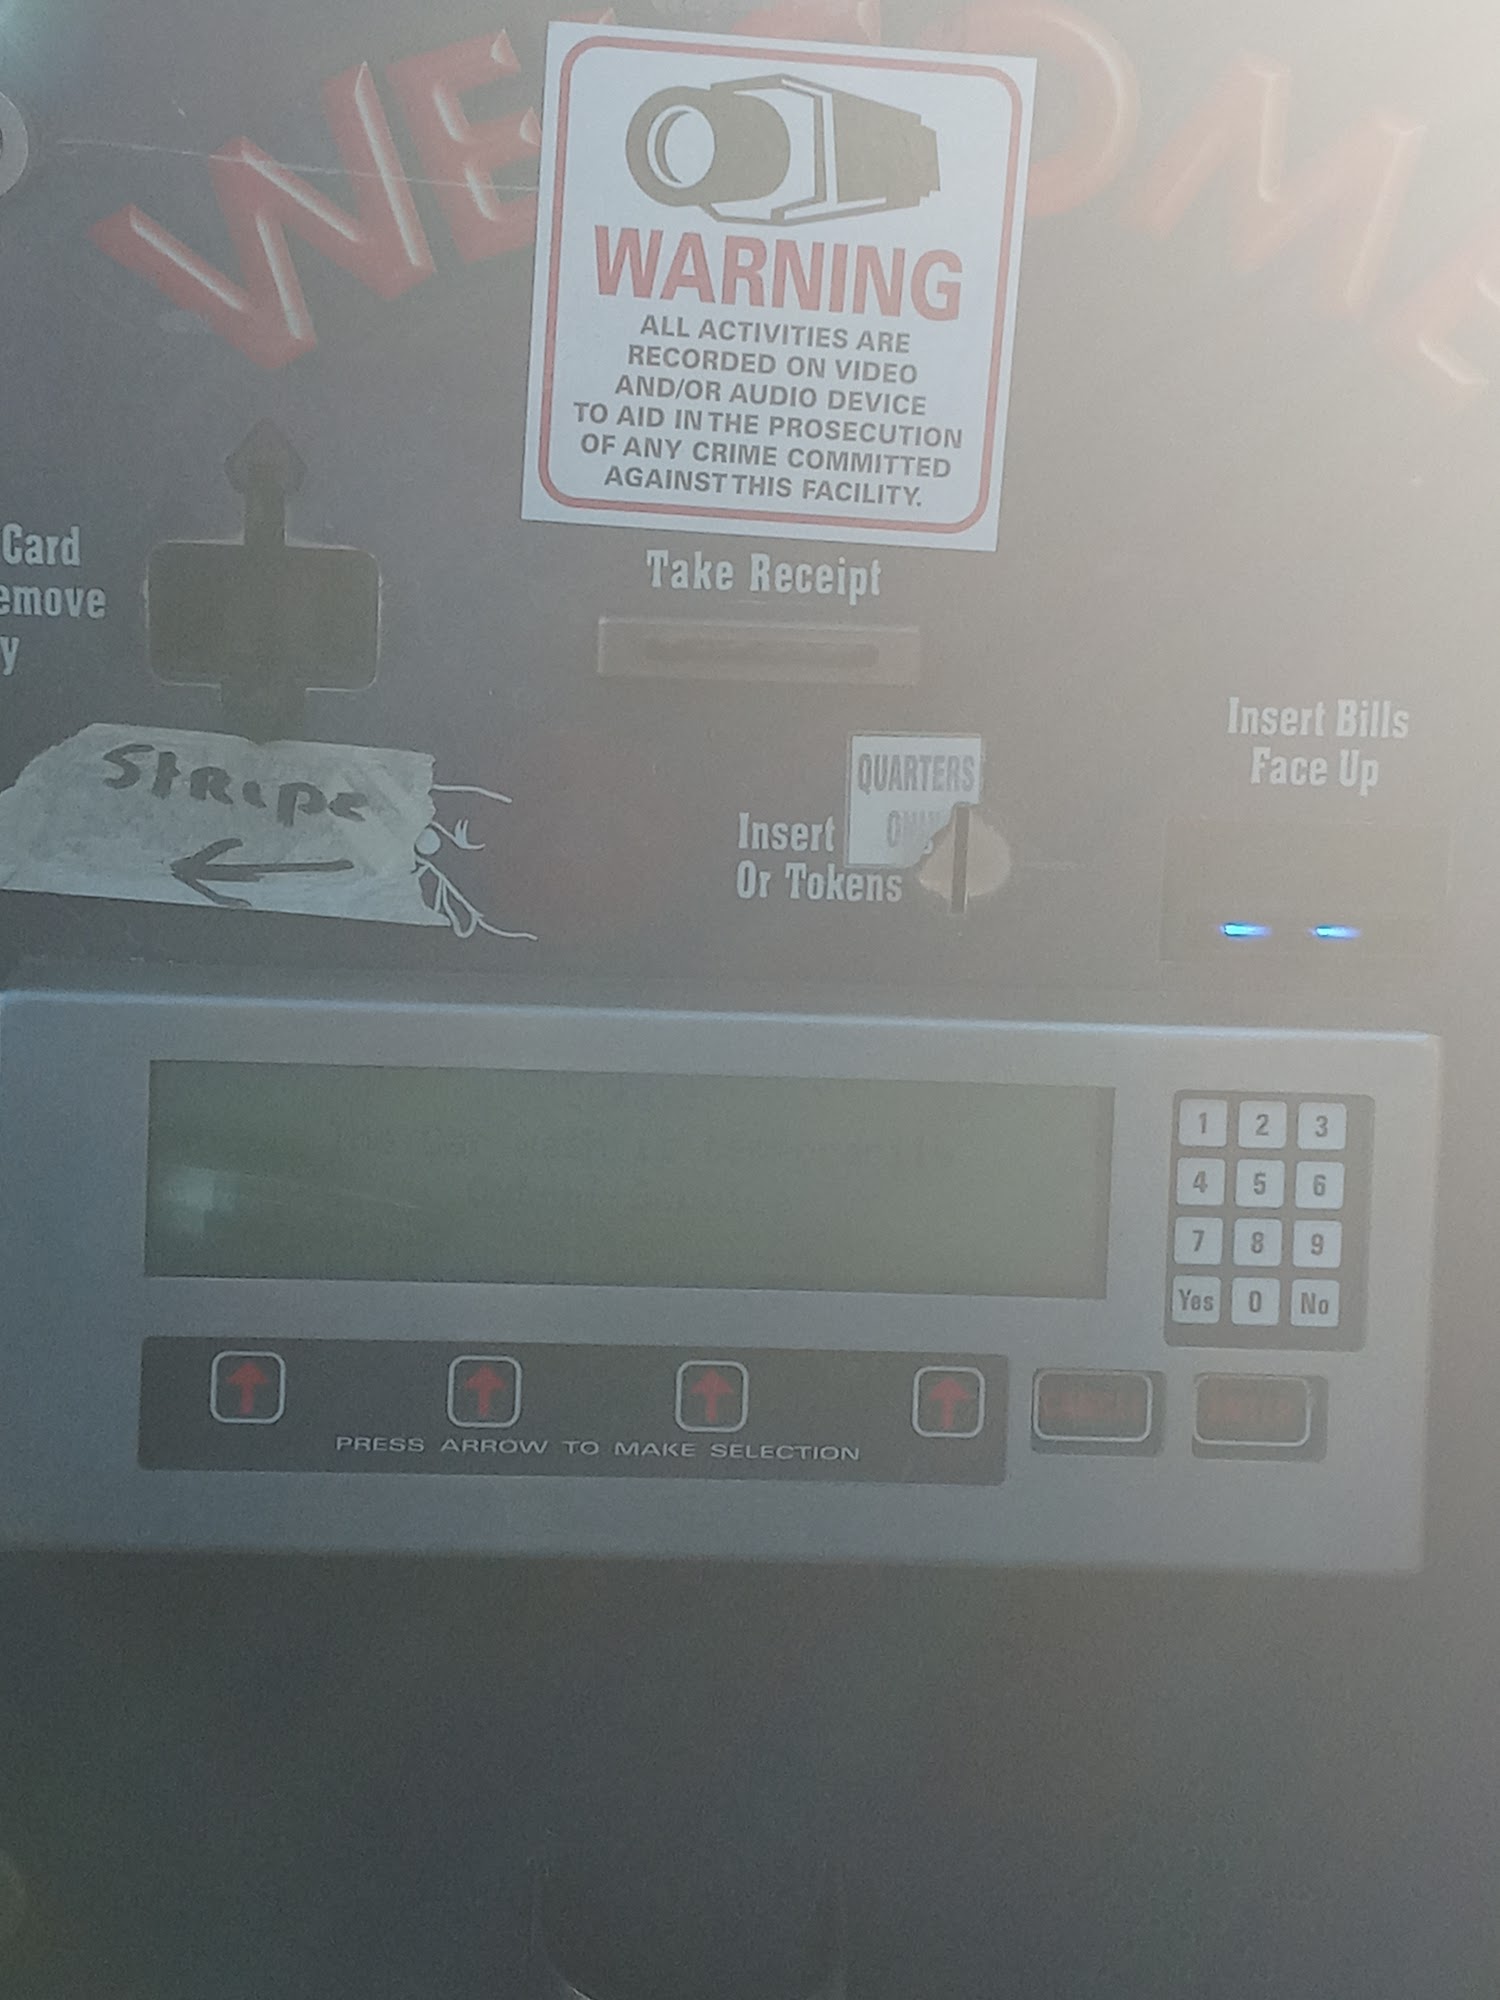 WELCOME
WARNING
ALL ACTIVITIES ARE
RECORDED ON VIDEO
AND/OR AUDIO DEVICE
TO AID IN THE PROSECUTION
OF ANY CRIME COMMITTED
AGAINST THIS FACILITY.
Card
emove
y
Take Receipt
Insert Bills
Face Up
Stripe
QUARTERS
ONLY
Insert
Or Tokens
1 2 3
4 5 6
7 8 9
Yes 0 No
PRESS ARROW TO MAKE SELECTION